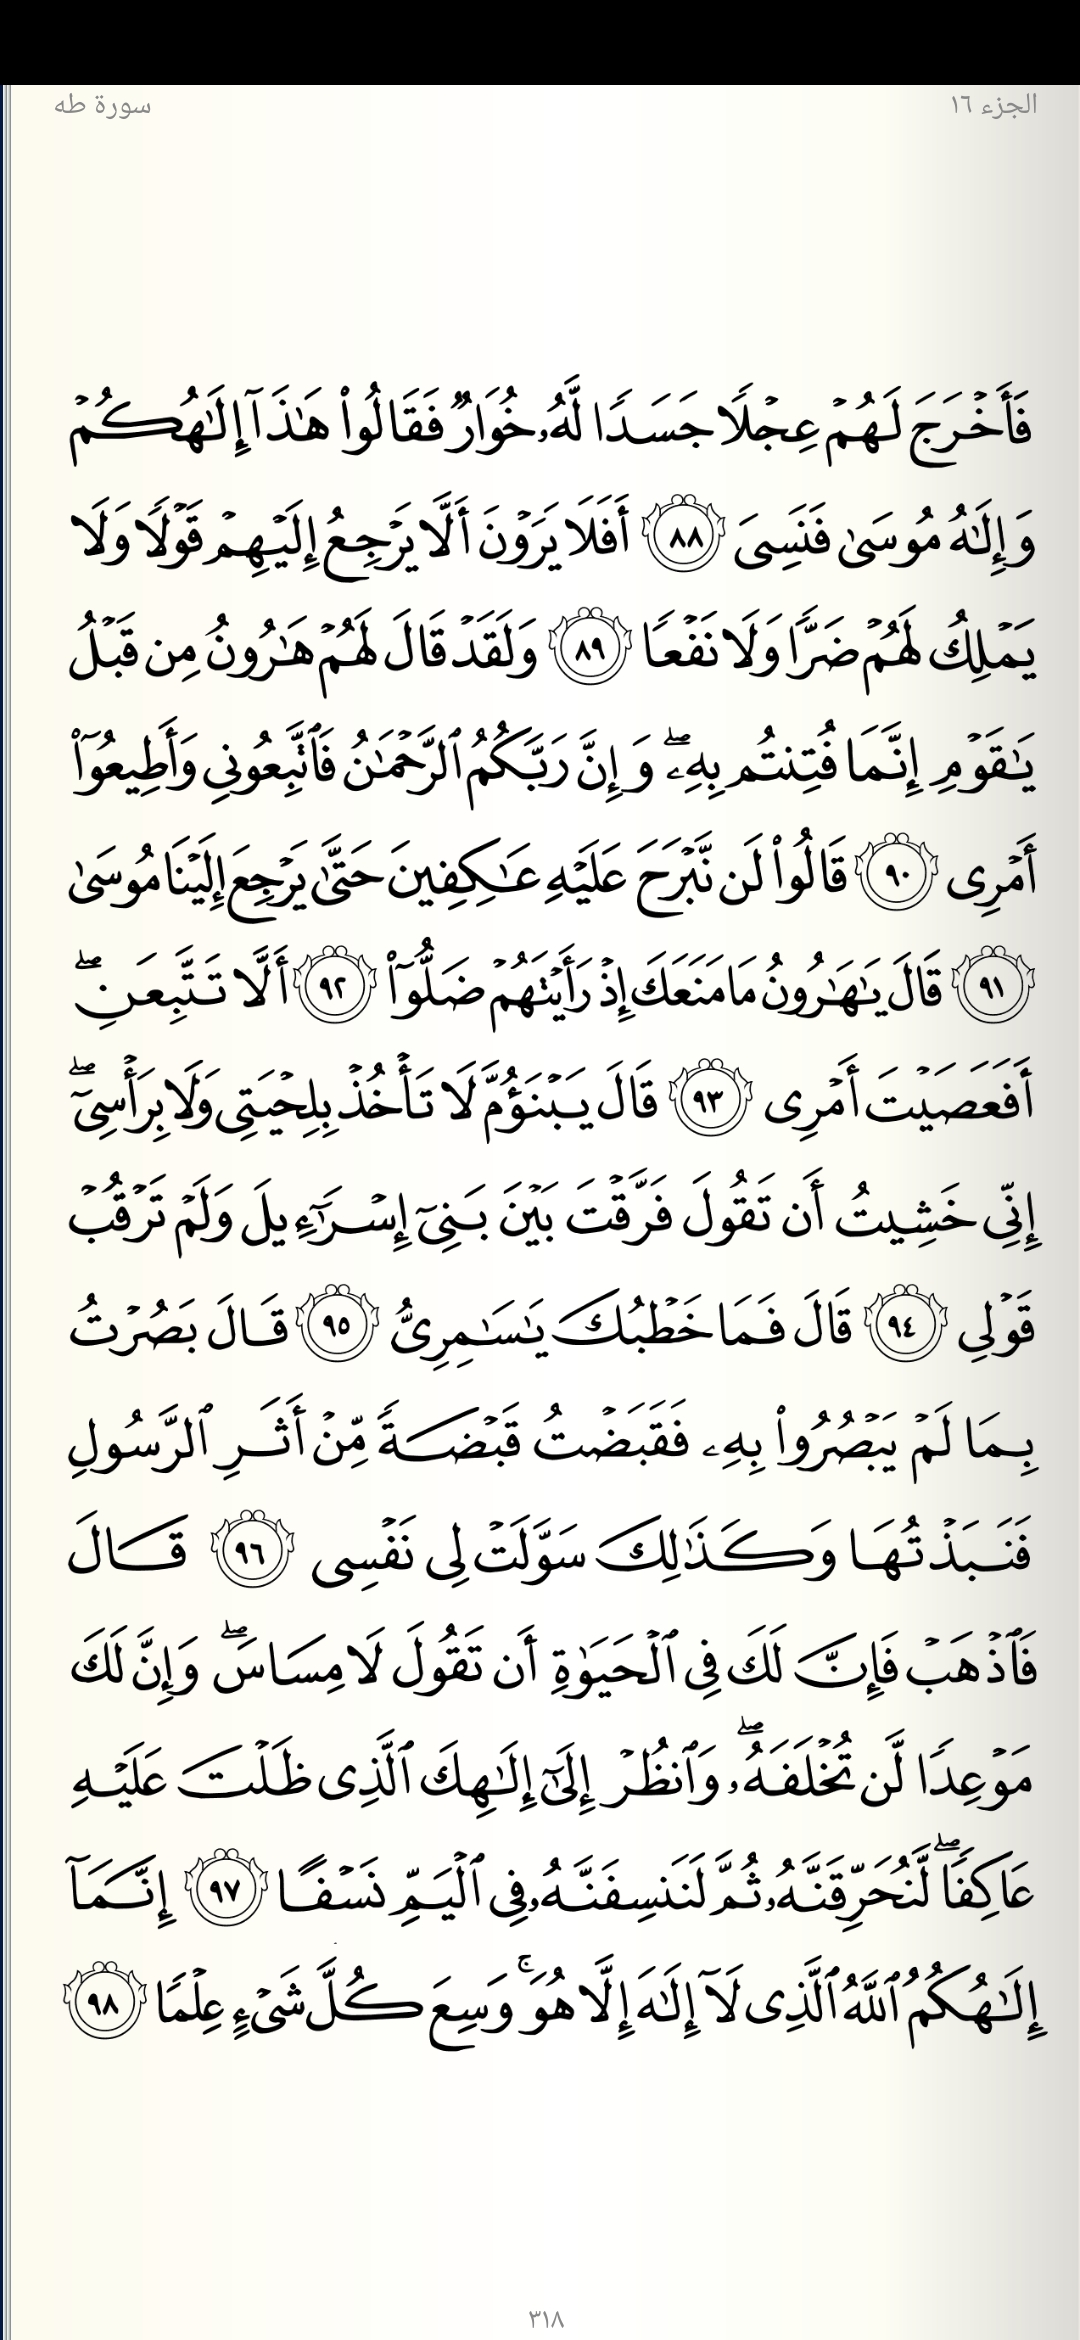 الجزء ١٦
سورة طه
فَأَخْرَجَ لَهُمْ عِجْلًا جَسَدًا لَّهُۥ خُوَارٌ فَقَالُوا۟ هَٰذَآ إِلَٰهُكُمْ
وَإِلَٰهُ مُوسَىٰ فَنَسِىَ ٨٨ أَفَلَا يَرَوْنَ أَلَّا يَرْجِعُ إِلَيْهِمْ قَوْلًا وَلَا
يَمْلِكُ لَهُمْ ضَرًّا وَلَا نَفْعًا ٨٩ وَلَقَدْ قَالَ لَهُمْ هَٰرُونُ مِن قَبْلُ
يَٰقَوْمِ إِنَّمَا فُتِنتُم بِهِۦۖ وَإِنَّ رَبَّكُمُ ٱلرَّحْمَٰنُ فَٱتَّبِعُونِى وَأَطِيعُوٓا۟
أَمْرِى ٩٠ قَالُوا۟ لَن نَّبْرَحَ عَلَيْهِ عَٰكِفِينَ حَتَّىٰ يَرْجِعَ إِلَيْنَا مُوسَىٰ
٩١ قَالَ يَٰهَٰرُونُ مَا مَنَعَكَ إِذْ رَأَيْتَهُمْ ضَلُّوٓا۟ ٩٢ أَلَّا تَتَّبِعَنِۖ
أَفَعَصَيْتَ أَمْرِى ٩٣ قَالَ يَبْنَؤُمَّ لَا تَأْخُذْ بِلِحْيَتِى وَلَا بِرَأْسِىٓۖ
إِنِّى خَشِيتُ أَن تَقُولَ فَرَّقْتَ بَيْنَ بَنِىٓ إِسْرَٰٓءِيلَ وَلَمْ تَرْقُبْ
قَوْلِى ٩٤ قَالَ فَمَا خَطْبُكَ يَٰسَٰمِرِىُّ ٩٥ قَالَ بَصُرْتُ
بِمَا لَمْ يَبْصُرُوا۟ بِهِۦ فَقَبَضْتُ قَبْضَةً مِّنْ أَثَرِ ٱلرَّسُولِ
فَنَبَذْتُهَا وَكَذَٰلِكَ سَوَّلَتْ لِى نَفْسِى ٩٦ قَالَ
فَٱذْهَبْ فَإِنَّ لَكَ فِى ٱلْحَيَوٰةِ أَن تَقُولَ لَا مِسَاسَۖ وَإِنَّ لَكَ
مَوْعِدًا لَّن تُخْلَفَهُۥۖ وَٱنظُرْ إِلَىٰٓ إِلَٰهِكَ ٱلَّذِى ظَلْتَ عَلَيْهِ
عَاكِفًاۖ لَّنُحَرِّقَنَّهُۥ ثُمَّ لَنَنسِفَنَّهُۥ فِى ٱلْيَمِّ نَسْفًا ٩٧ إِنَّمَآ
إِلَٰهُكُمُ ٱللَّهُ ٱلَّذِى لَآ إِلَٰهَ إِلَّا هُوَۚ وَسِعَ كُلَّ شَىْءٍ عِلْمًا ٩٨
٣١٨